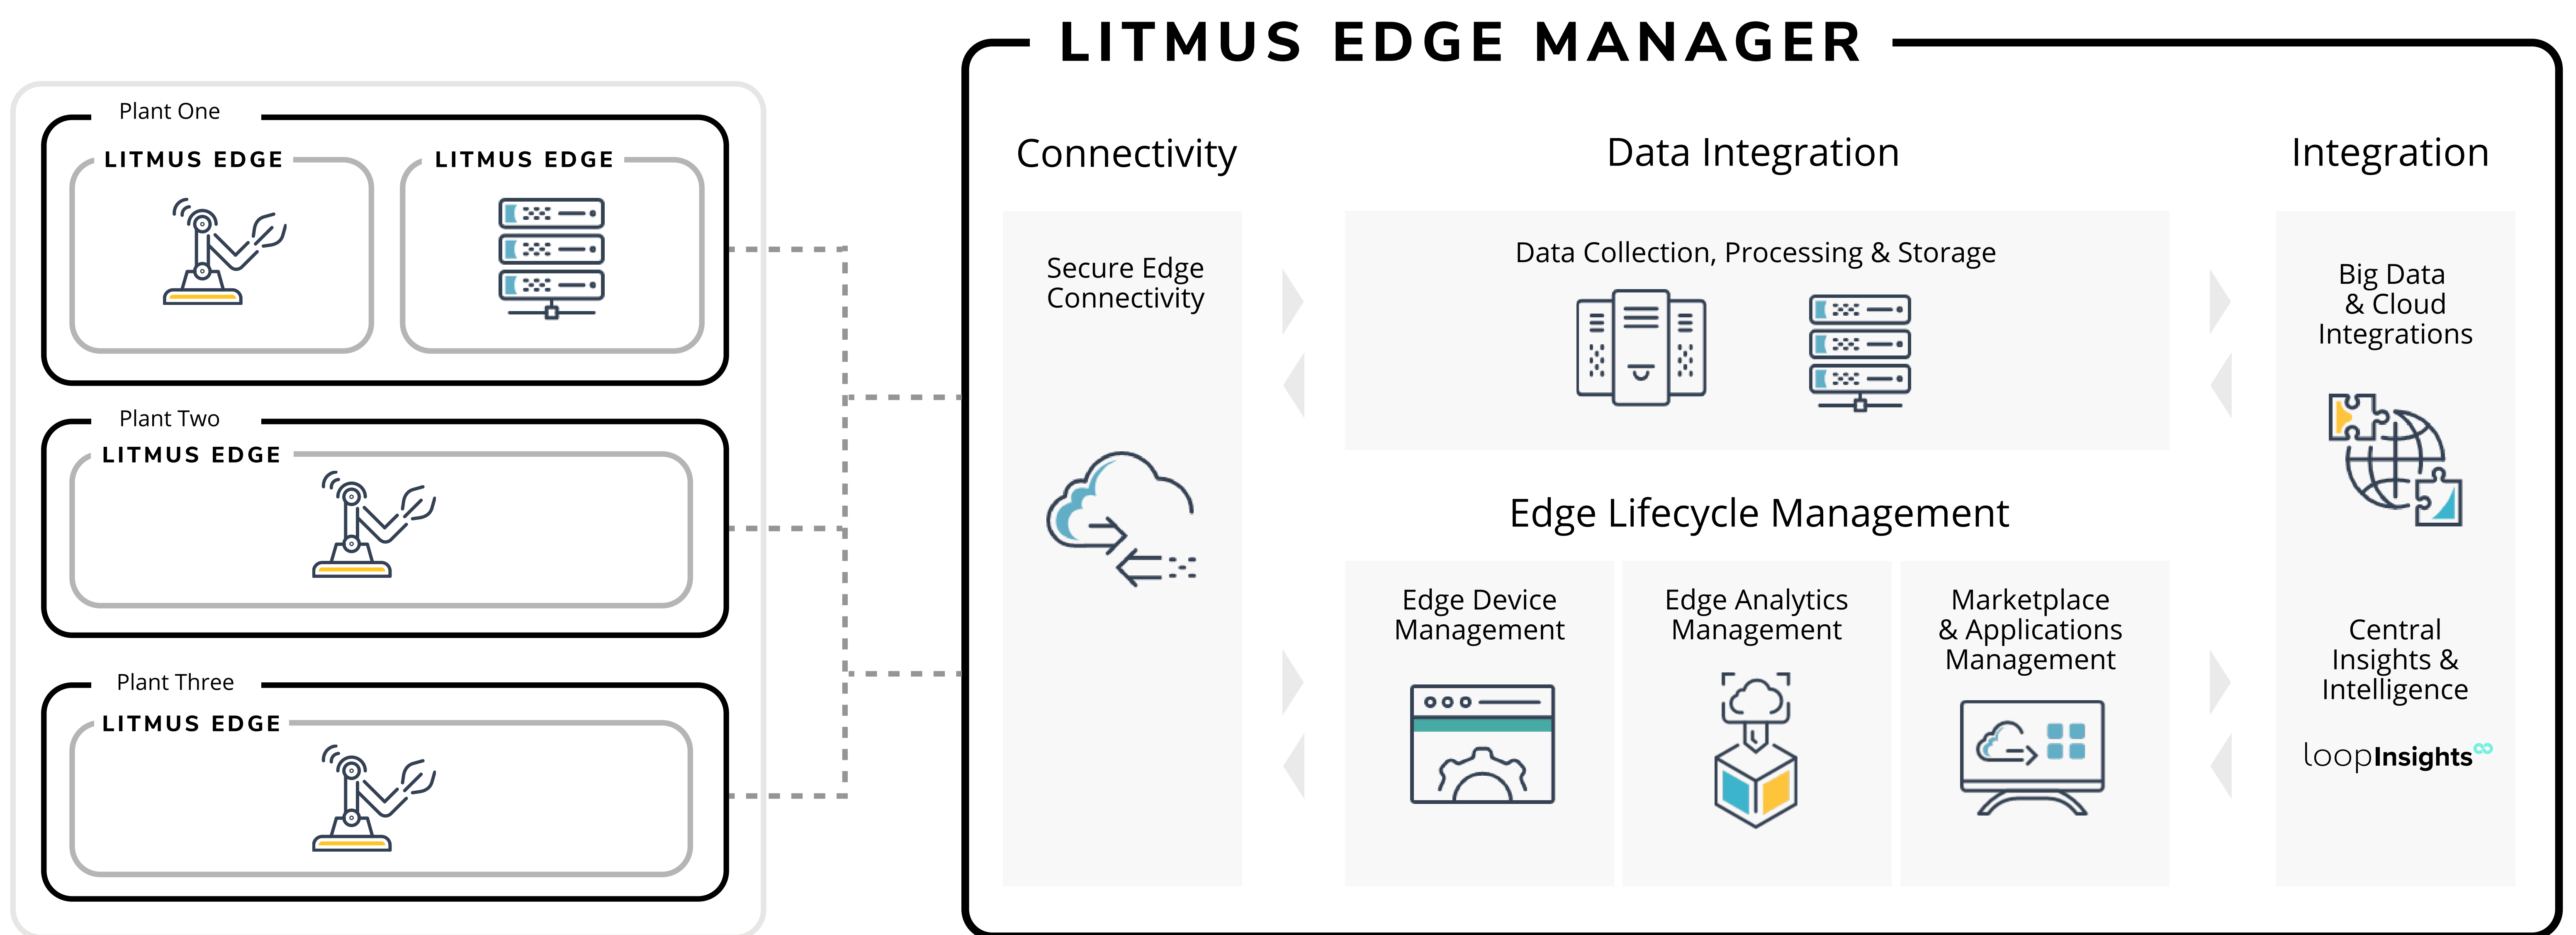 LITMUS EDGE MANAGER
Plant One
LITMUS EDGE
LITMUS EDGE
Plant Two
LITMUS EDGE
Plant Three
LITMUS EDGE
Connectivity
Secure Edge
Connectivity
Data Integration
Data Collection, Processing & Storage
Edge Lifecycle Management
Edge Device
Management
Edge Analytics
Management
Marketplace
& Applications
Management
Integration
Big Data
& Cloud
Integrations
Central
Insights &
Intelligence
loopInsights